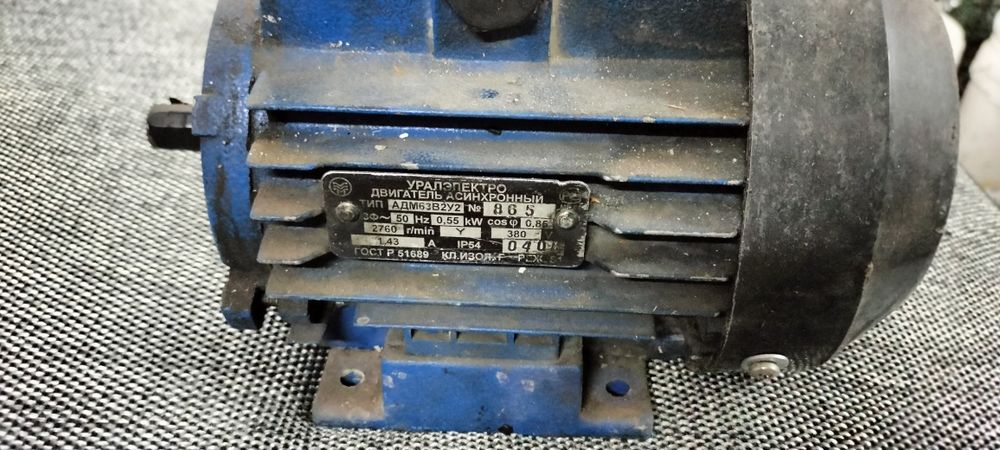 УРАЛЭЛЕКТРО
ДВИГАТЕЛЬ АСИНХРОННЫЙ
ТИП АДМ63В2У2 № 865
3Ф~ 50 Hz 0,55 kW cos φ 0,86
2760 r/min Y 380
1.43 A IP54 040
ГОСТ Р 51689 КЛ.ИЗОЛ. F